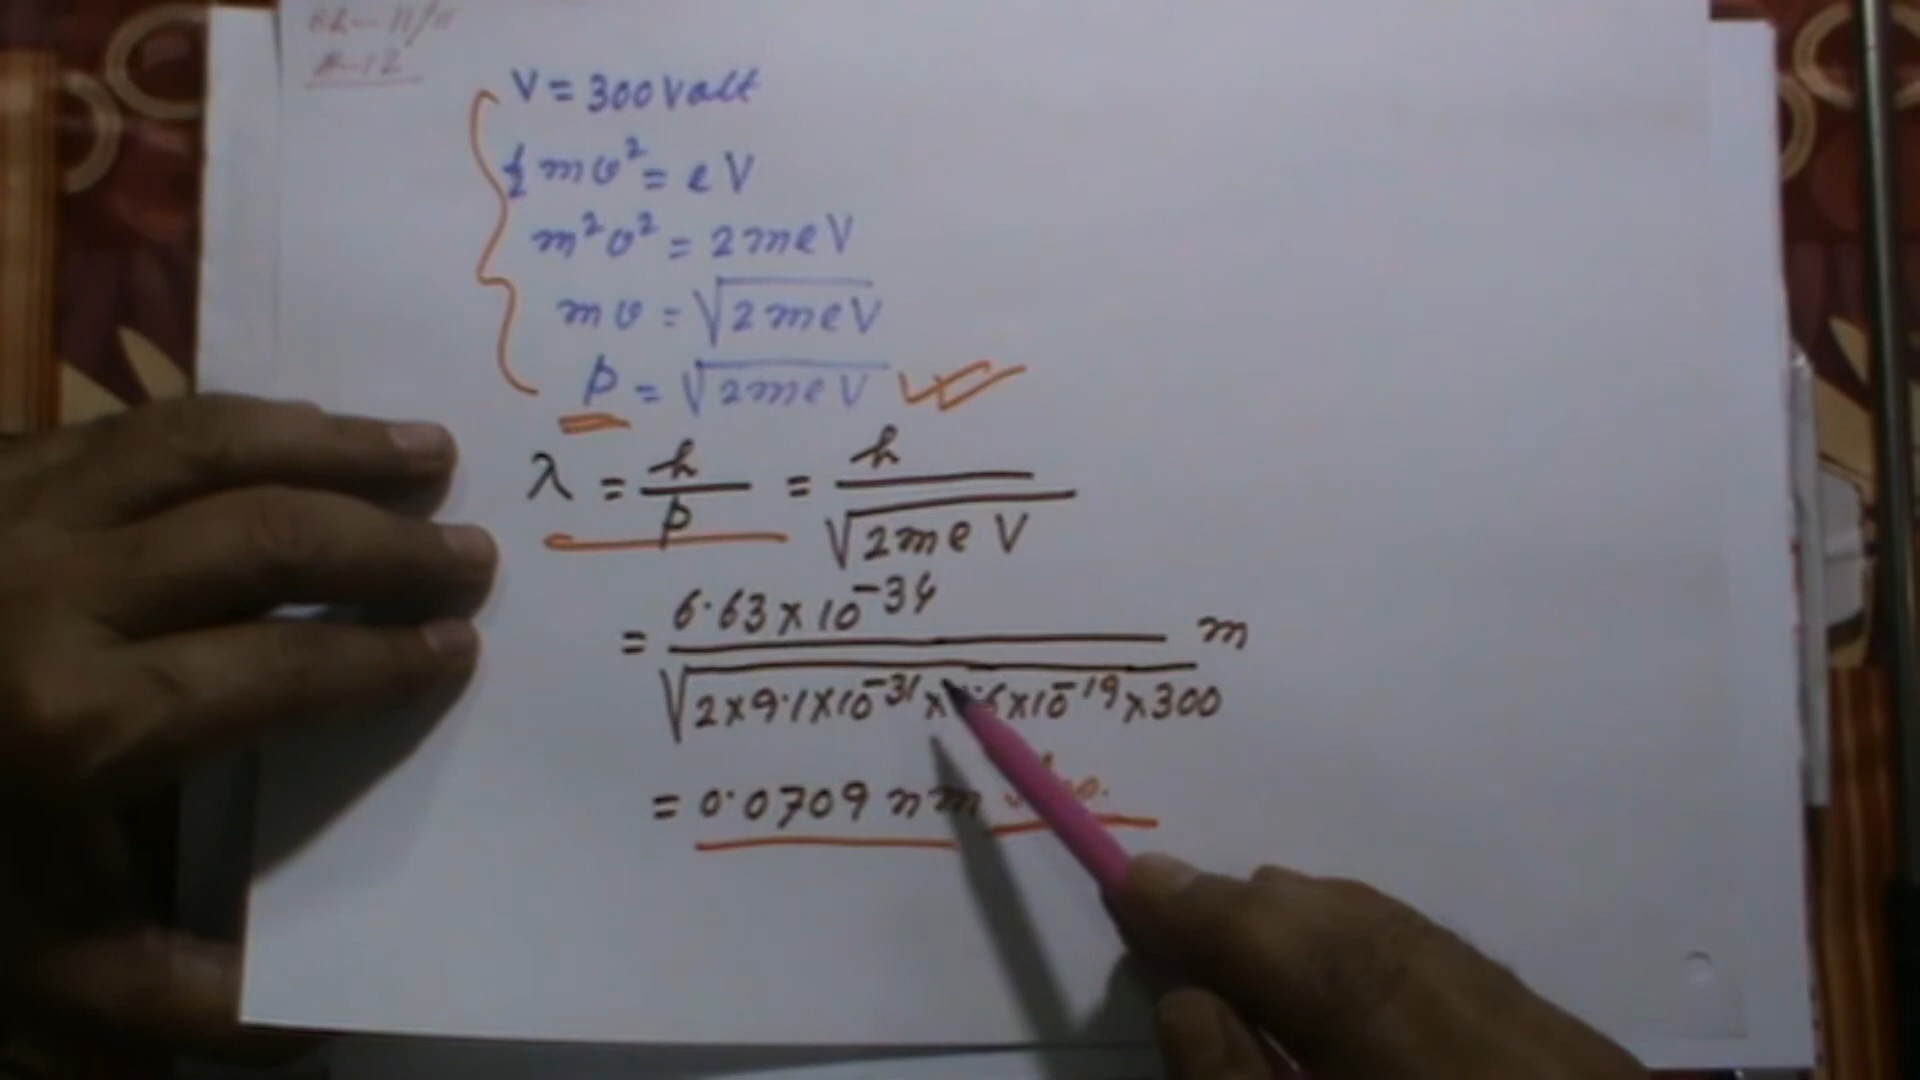 V = 300 Volt
½ mv² = eV
m²v² = 2meV
mv = √2meV
p = √2meV
λ = h/p = h/√2meV
= 6.63×10⁻³⁴/√2×9.1×10⁻³¹×1.6×10⁻¹⁹×300 m
= 0.0709 nm